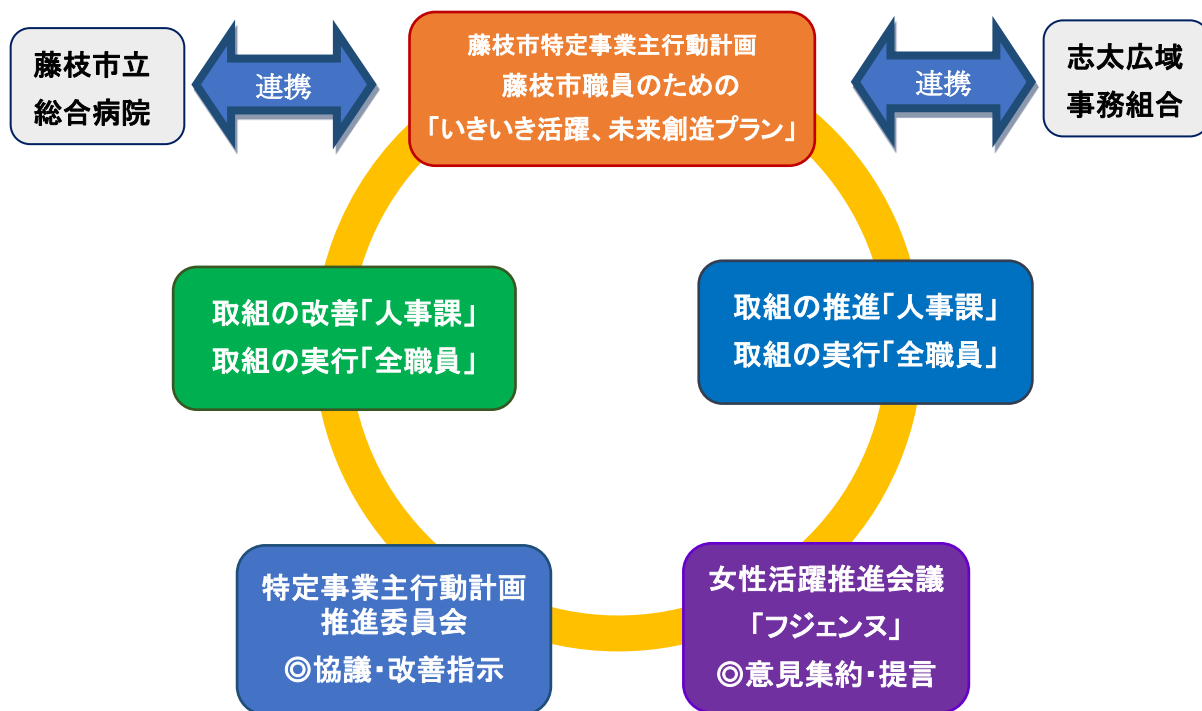 藤枝市立
総合病院
連携
藤枝市特定事業主行動計画
藤枝市職員のための
「いきいき活躍、未来創造プラン」
連携
志太広域
事務組合
取組の改善「人事課」
取組の実行「全職員」
取組の推進「人事課」
取組の実行「全職員」
特定事業主行動計画
推進委員会
◎協議・改善指示
女性活躍推進会議
「フジェンヌ」
◎意見集約・提言